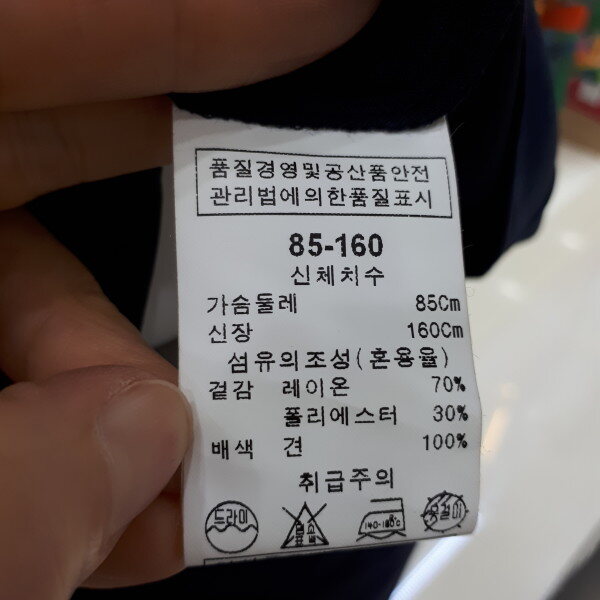 품질경영및공산품안전
관리법에의한품질표시
85-160
신체치수
가슴둘레 85Cm
신장 160Cm
섬유의조성(혼용율)
겉감 레이온 70%
폴리에스터 30%
배색 견 100%
취급주의
드라이 140-160℃ 옷걸이